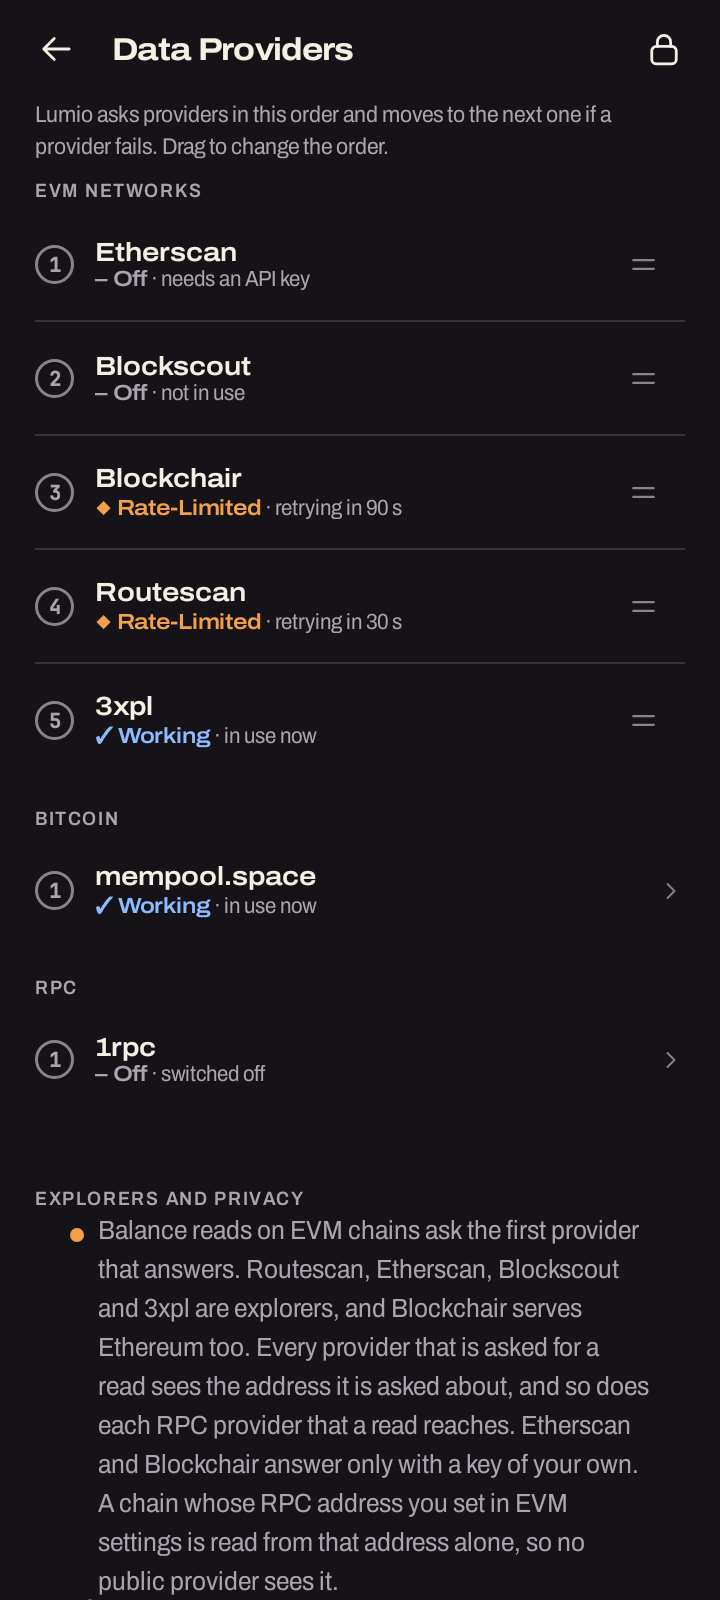 Data Providers
Lumio asks providers in this order and moves to the next one if a
provider fails. Drag to change the order.
EVM NETWORKS
1
Etherscan
– Off · needs an API key
2
Blockscout
– Off · not in use
3
Blockchair
◆ Rate-Limited · retrying in 90 s
4
Routescan
◆ Rate-Limited · retrying in 30 s
5
3xpl
✓ Working · in use now
BITCOIN
1
mempool.space
✓ Working · in use now
RPC
1
1rpc
– Off · switched off
EXPLORERS AND PRIVACY
Balance reads on EVM chains ask the first provider
that answers. Routescan, Etherscan, Blockscout
and 3xpl are explorers, and Blockchair serves
Ethereum too. Every provider that is asked for a
read sees the address it is asked about, and so does
each RPC provider that a read reaches. Etherscan
and Blockchair answer only with a key of your own.
A chain whose RPC address you set in EVM
settings is read from that address alone, so no
public provider sees it.